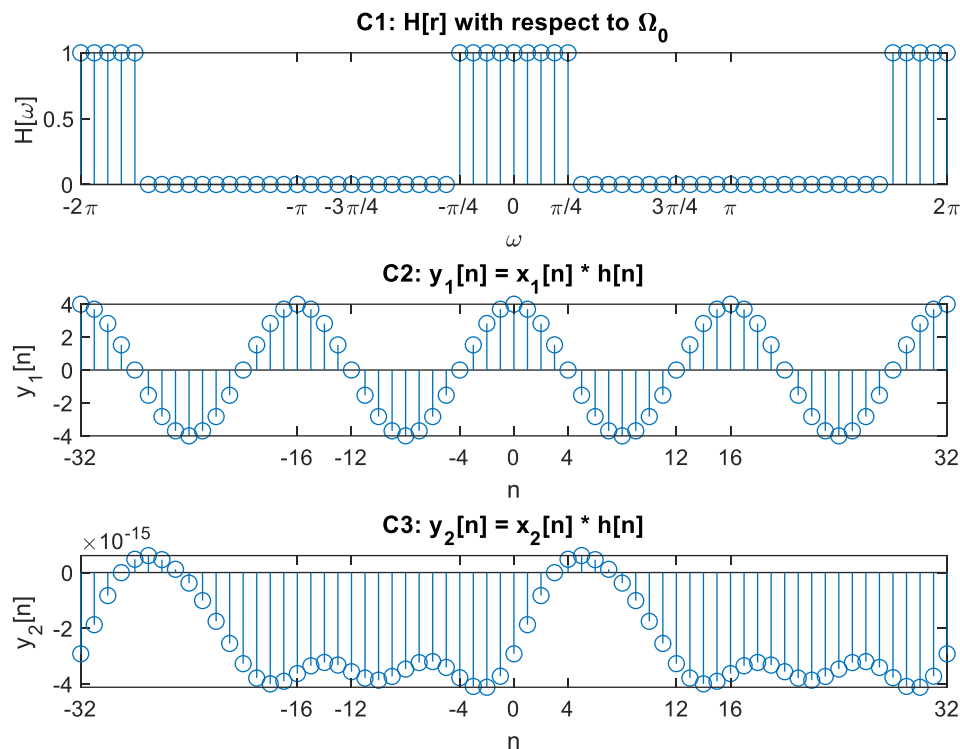 C1: H[r] with respect to Ω₀
1
0.5
0
H[ω]
-2π -π -3π/4 -π/4 0 π/4 3π/4 π 2π
ω
C2: y₁[n] = x₁[n] * h[n]
4
2
0
-2
-4
y₁[n]
-32 -16 -12 -4 0 4 12 16 32
n
×10⁻¹⁵
C3: y₂[n] = x₂[n] * h[n]
0
-2
-4
y₂[n]
-32 -16 -12 -4 0 4 12 16 32
n